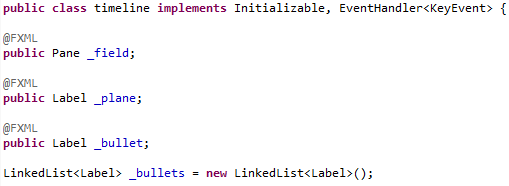 public class timeline implements Initializable, EventHandler<KeyEvent> {
@FXML
public Pane _field;
@FXML
public Label _plane;
@FXML
public Label _bullet;
LinkedList<Label> _bullets = new LinkedList<Label>();